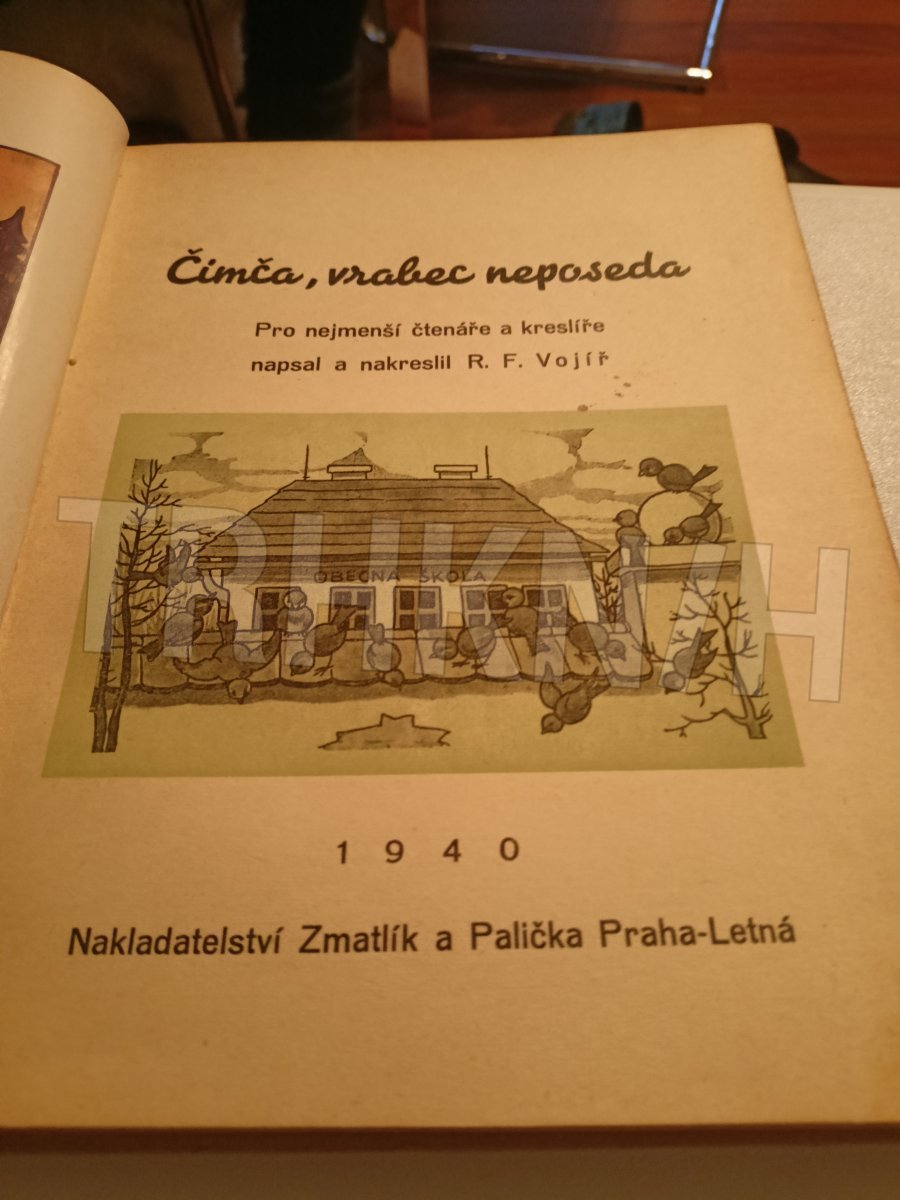 Čimča, vrabec neposeda
Pro nejmenší čtenáře a kreslíře
napsal a nakreslil R. F. Vojíř
OBECNÁ ŠKOLA
1940
Nakladatelství Zmatlík a Palička Praha-Letná